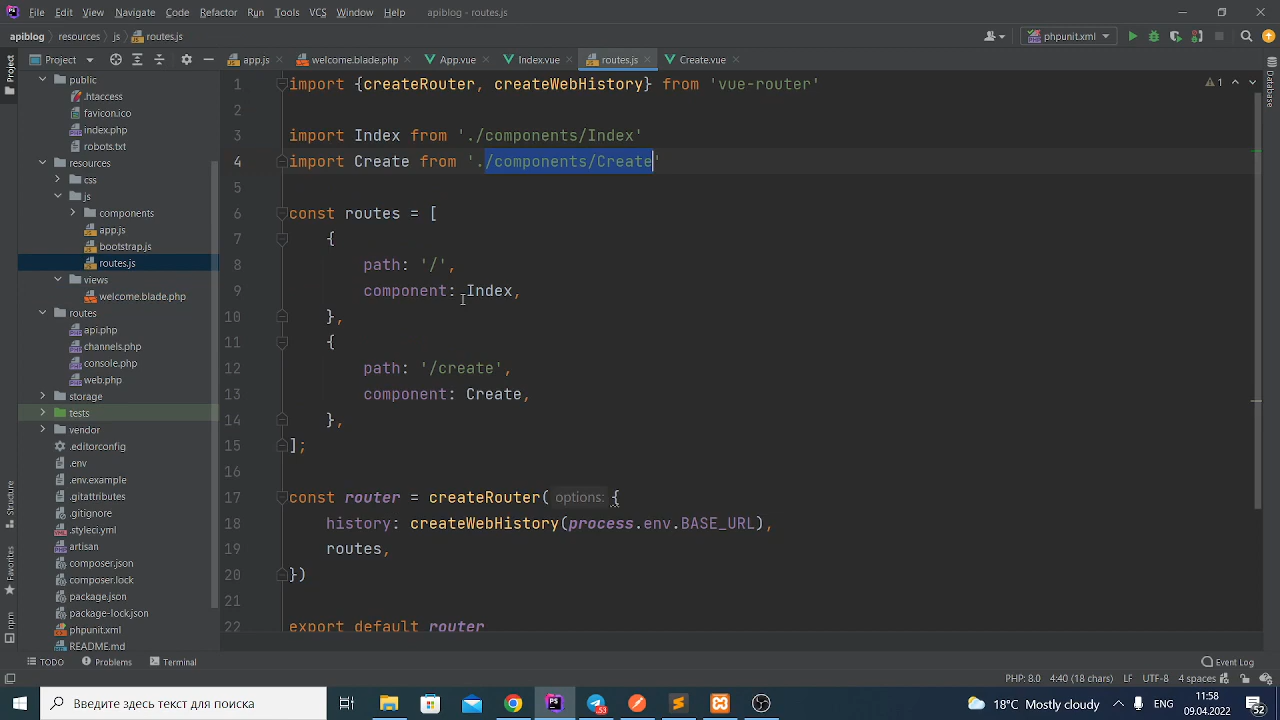 File Edit View Navigate Code Refactor Run Tools VCS Window Help apiblog - routes.js
apiblog resources js routes.js phpunit.xml
Project app.js welcome.blade.php App.vue Index.vue routes.js Create.vue
Project
Structure
Favorites
npm
Database
public
.htaccess
favicon.ico
index.php
robots.txt
resources
css
js
components
app.js
bootstrap.js
routes.js
views
welcome.blade.php
routes
api.php
channels.php
console.php
web.php
storage
tests
vendor
.editorconfig
.env
.env.example
.gitattributes
.gitignore
.styleci.yml
artisan
composer.json
composer.lock
package.json
package-lock.json
phpunit.xml
README.md
1 import {createRouter, createWebHistory} from 'vue-router'
2
3 import Index from './components/Index'
4 import Create from './components/Create'
5
6 const routes = [
7 {
8 path: '/',
9 component: Index,
10 },
11 {
12 path: '/create',
13 component: Create,
14 },
15 ];
16
17 const router = createRouter( options: {
18 history: createWebHistory(process.env.BASE_URL),
19 routes,
20 })
21
22 export default router
1
TODO Problems Terminal Event Log
PHP: 8.0 4:40 (18 chars) LF UTF-8 4 spaces
Введите здесь текст для поиска
53
18°C Mostly cloudy
ENG
11:58
09.04.2022
52